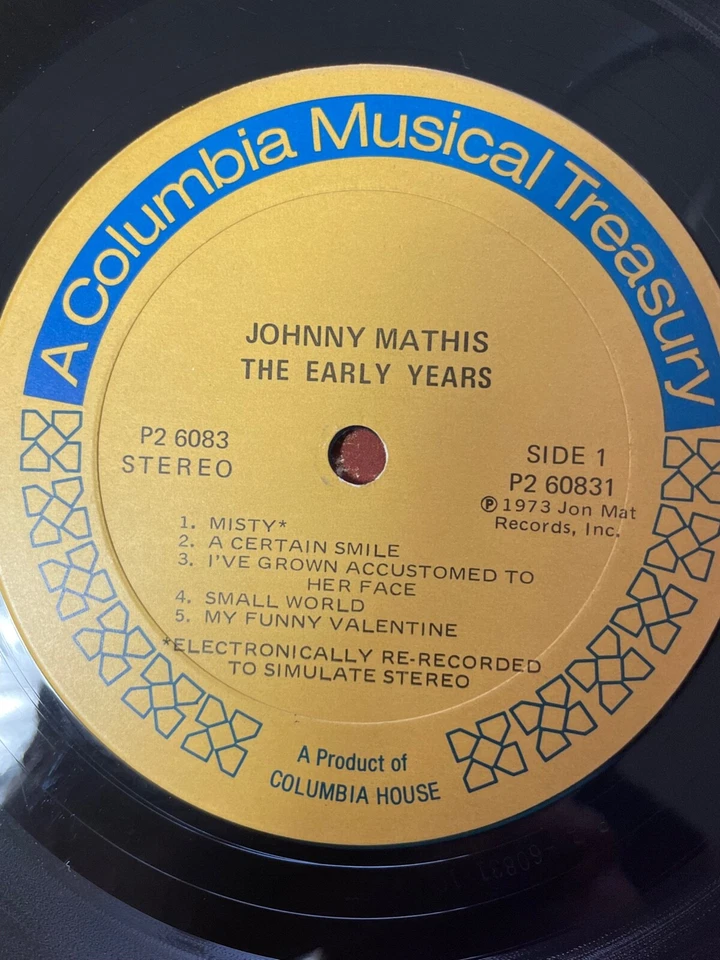 A Columbia Musical Treasury
JOHNNY MATHIS
THE EARLY YEARS
P2 6083
STEREO
SIDE 1
P2 60831
℗ 1973 Jon Mat
Records, Inc.
1. MISTY*
2. A CERTAIN SMILE
3. I'VE GROWN ACCUSTOMED TO
HER FACE
4. SMALL WORLD
5. MY FUNNY VALENTINE
*ELECTRONICALLY RE-RECORDED
TO SIMULATE STEREO
A Product of
COLUMBIA HOUSE